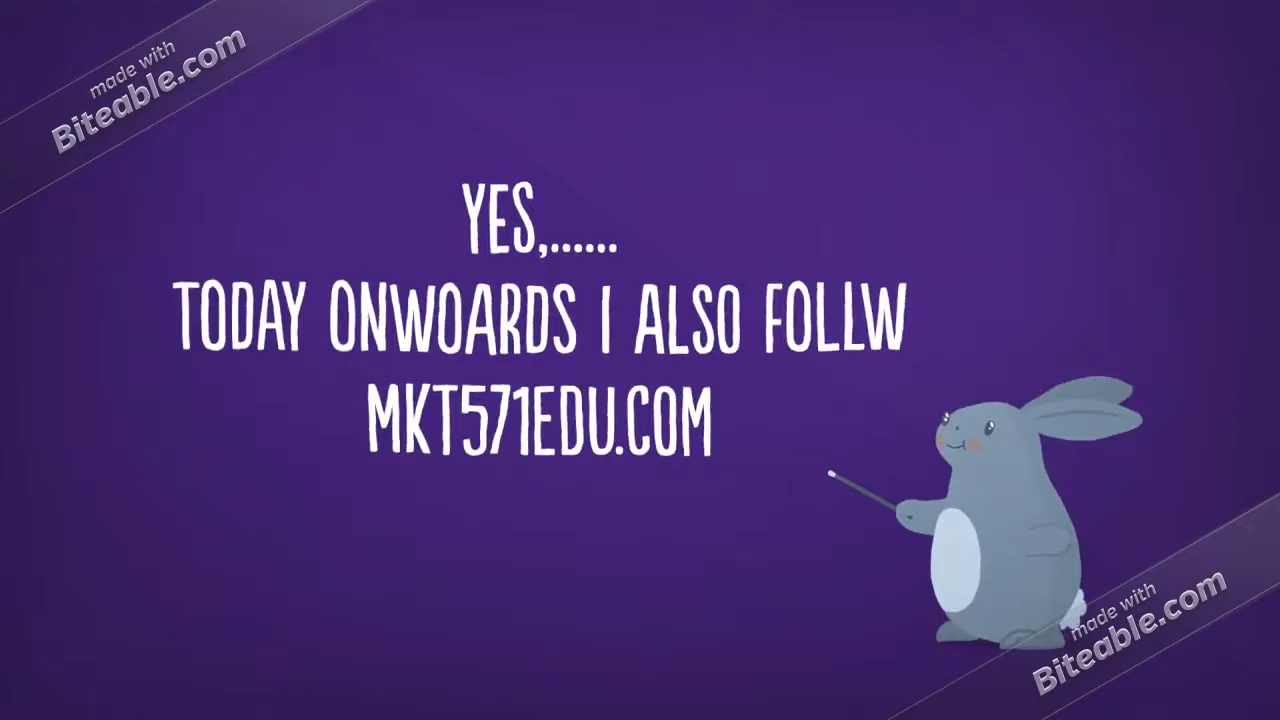 made with
Biteable.com
YES,......
TODAY ONWOARDS I ALSO FOLLW
MKT571EDU.COM
made with
Biteable.com